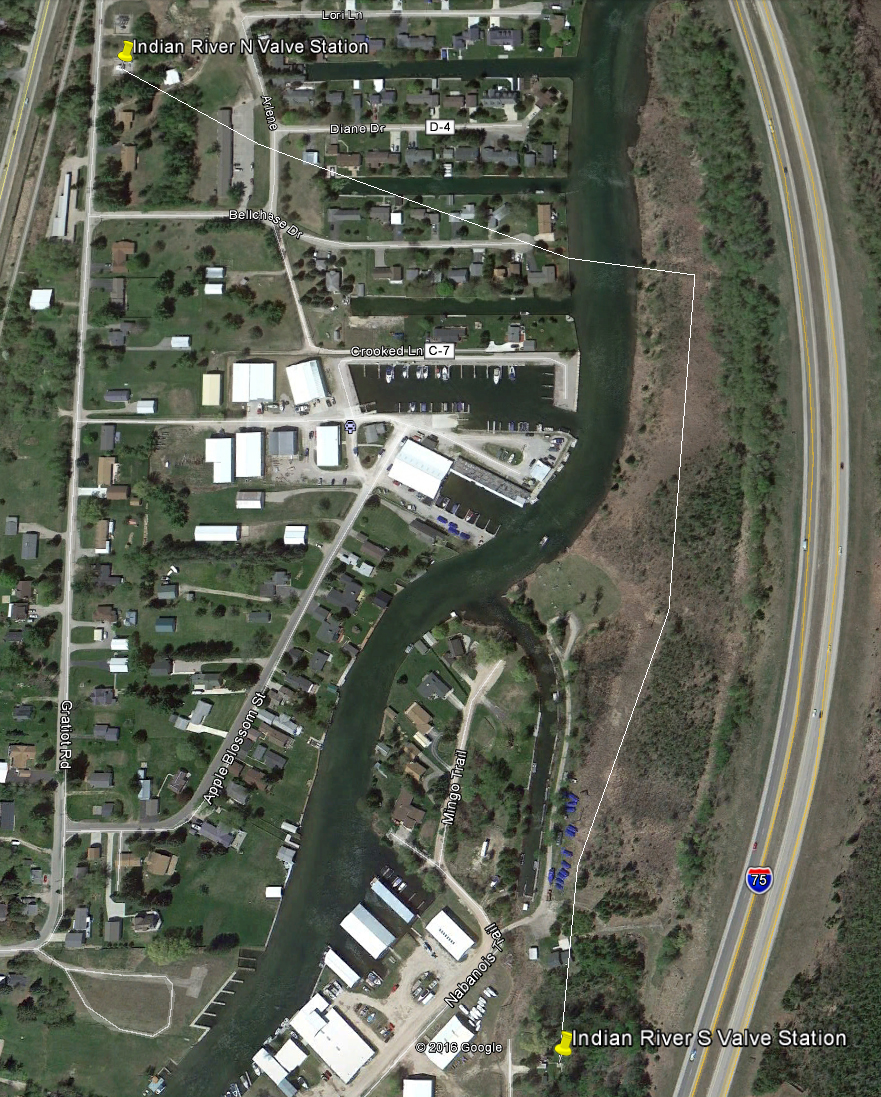 Lori Ln
Indian River N Valve Station
Arlene
Diane Dr
D-4
Bellchase Dr
Crooked Ln
C-7
Gratiot Rd
Apple Blossom St
Mingo Trail
75
Nabanois Trail
Indian River S Valve Station
© 2016 Google